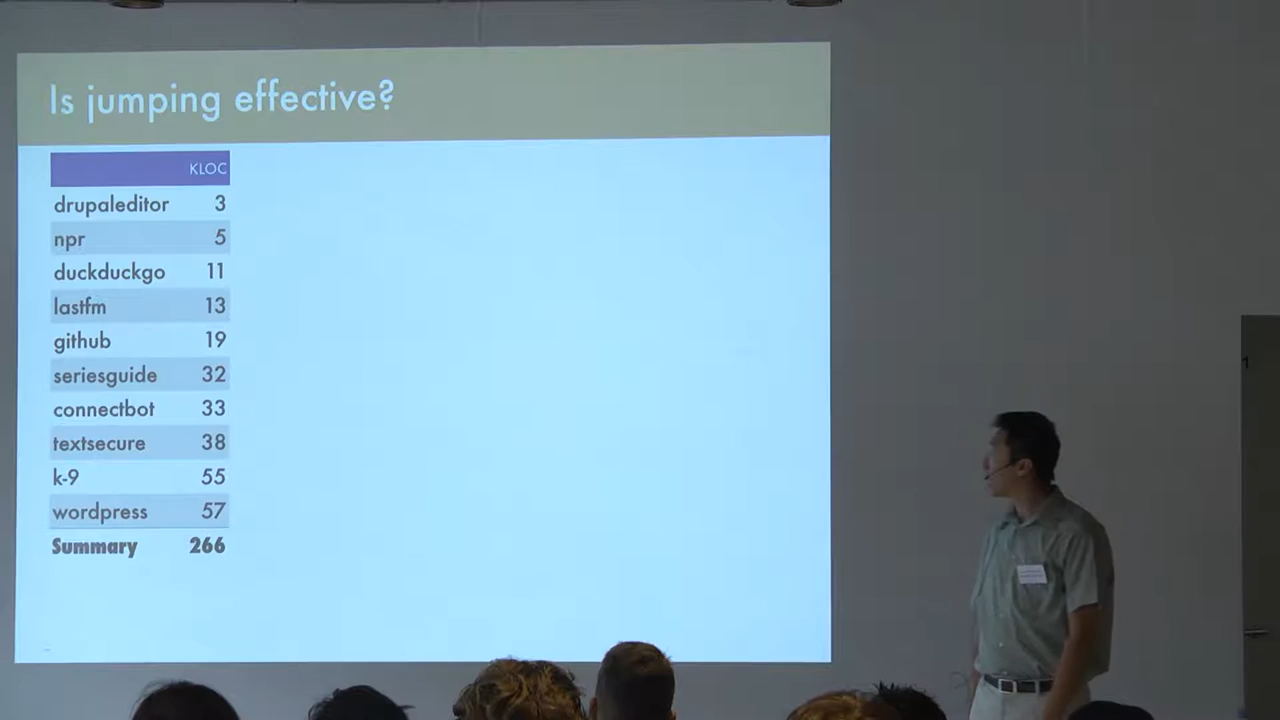 Is jumping effective?
KLOC
drupaleditor 3
npr 5
duckduckgo 11
lastfm 13
github 19
seriesguide 32
connectbot 33
textsecure 38
k-9 55
wordpress 57
Summary 266
1